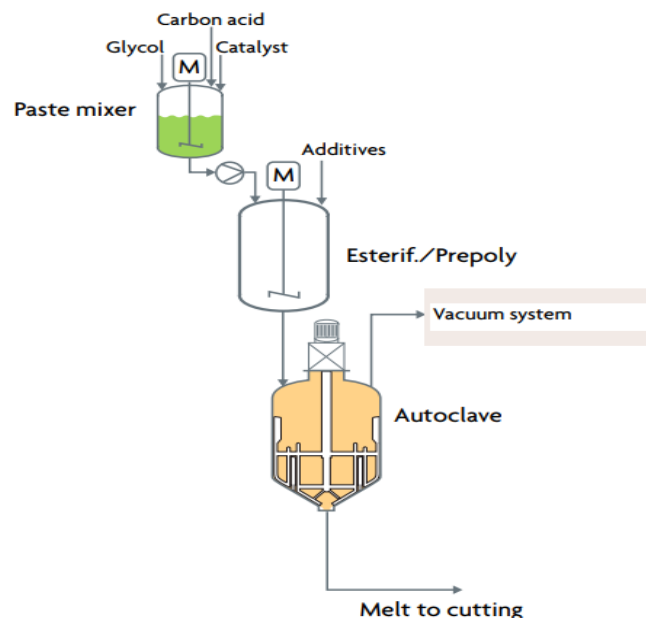 Carbon acid
Glycol
Catalyst
M
Paste mixer
Additives
M
Esterif./Prepoly
Vacuum system
Autoclave
Melt to cutting